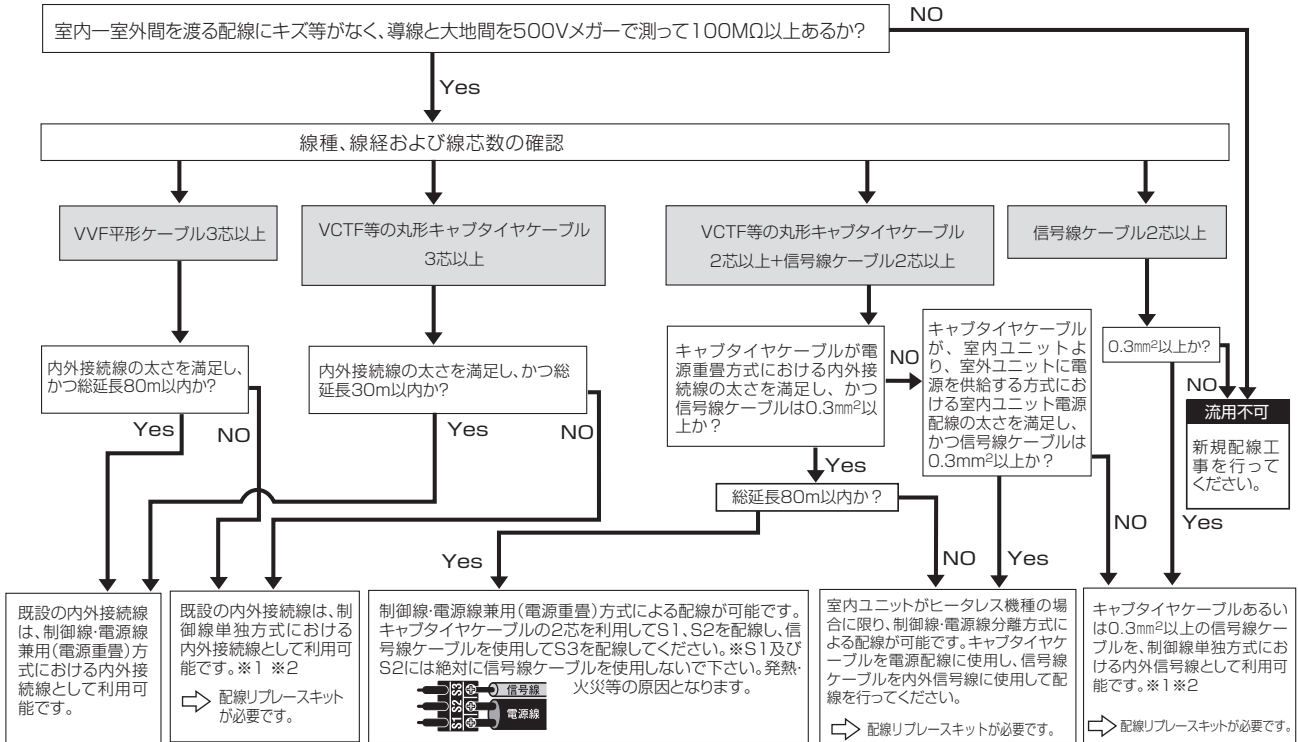 室内ー室外間を渡る配線にキズ等がなく、導線と大地間を500Vメガーで測って100MΩ以上あるか?
NO
Yes
線種、線経および線芯数の確認
VVF平形ケーブル3芯以上
VCTF等の丸形キャブタイヤケーブル
3芯以上
VCTF等の丸形キャブタイヤケーブル
2芯以上+信号線ケーブル2芯以上
信号線ケーブル2芯以上
内外接続線の太さを満足し、
かつ総延長80m以内か?
Yes
NO
内外接続線の太さを満足し、かつ総
延長30m以内か?
Yes
NO
キャブタイヤケーブルが電
源重畳方式における内外接
続線の太さを満足し、かつ
信号線ケーブルは0.3mm²以
上か?
NO
Yes
キャブタイヤケーブル
が、室内ユニットよ
り、室外ユニットに電
源を供給する方式にお
ける室内ユニット電源
配線の太さを満足し、
かつ信号線ケーブルは
0.3mm²以上か?
0.3mm²以上か?
NO
流用不可
新規配線工
事を行って
ください。
総延長80m以内か?
Yes
NO
Yes
NO
Yes
既設の内外接続線
は、制御線・電源線
兼用(電源重畳)方
式における内外接
続線として利用可
能です。
既設の内外接続線は、制
御線単独方式における
内外接続線として利用可
能です。※1 ※2
⇨ 配線リプレースキット
が必要です。
制御線・電源線兼用(電源重畳)方式による配線が可能です。
キャブタイヤケーブルの2芯を利用してS1、S2を配線し、信
号線ケーブルを使用してS3を配線してください。※S1及び
S2には絶対に信号線ケーブルを使用しないで下さい。発熱・
火災等の原因となります。
S1 S2 S3
信号線
電源線
室内ユニットがヒータレス機種の場
合に限り、制御線・電源線分離方式に
よる配線が可能です。キャブタイヤケ
ーブルを電源配線に使用し、信号線
ケーブルを内外信号線に使用して配
線を行ってください。
⇨ 配線リプレースキットが必要です。
キャブタイヤケーブルあるい
は0.3mm²以上の信号線ケー
ブルを、制御線単独方式にお
ける内外信号線として利用可
能です。※1※2
⇨ 配線リプレースキットが必要です。